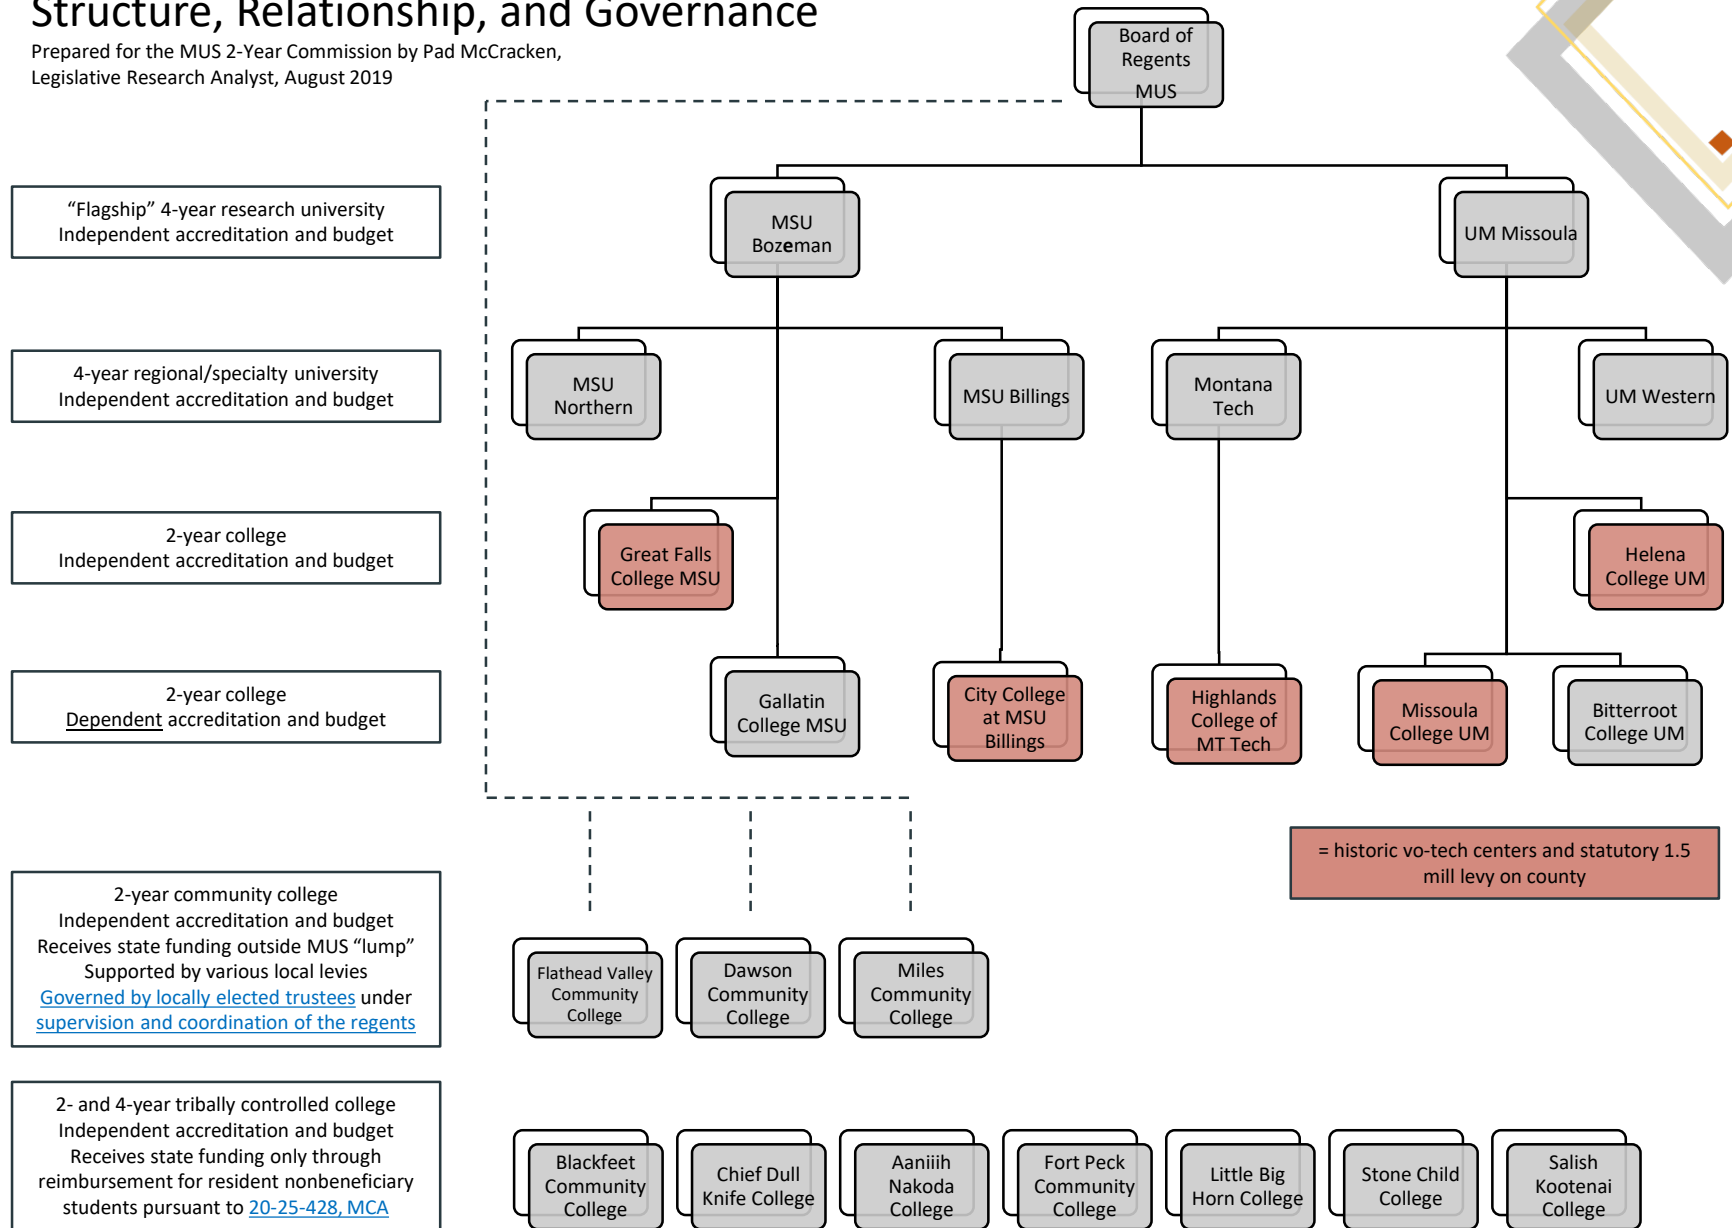 Structure, Relationship, and Governance
Prepared for the MUS 2-Year Commission by Pad McCracken,
Legislative Research Analyst, August 2019
Board of
Regents
MUS
"Flagship" 4-year research university
Independent accreditation and budget
MSU
Bozeman
UM Missoula
4-year regional/specialty university
Independent accreditation and budget
MSU
Northern
MSU Billings
Montana
Tech
UM Western
2-year college
Independent accreditation and budget
Great Falls
College MSU
Helena
College UM
2-year college
Dependent accreditation and budget
Gallatin
College MSU
City College
at MSU
Billings
Highlands
College of
MT Tech
Missoula
College UM
Bitterroot
College UM
= historic vo-tech centers and statutory 1.5
mill levy on county
2-year community college
Independent accreditation and budget
Receives state funding outside MUS "lump"
Supported by various local levies
Governed by locally elected trustees under
supervision and coordination of the regents
Flathead Valley
Community
College
Dawson
Community
College
Miles
Community
College
2- and 4-year tribally controlled college
Independent accreditation and budget
Receives state funding only through
reimbursement for resident nonbeneficiary
students pursuant to 20-25-428, MCA
Blackfeet
Community
College
Chief Dull
Knife College
Aaniiih
Nakoda
College
Fort Peck
Community
College
Little Big
Horn College
Stone Child
College
Salish
Kootenai
College